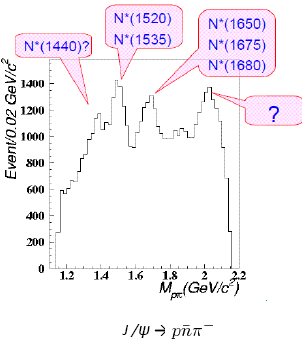 N*(1520)
N*(1535)
N*(1650)
N*(1675)
N*(1680)
N*(1440)?
?
Event/0.02 GeV/c²
1400
1200
1000
800
600
400
200
0
1.2
1.4
1.6
1.8
2
2.2
M_pπ(GeV/c²)
J/ψ → pn̄π⁻